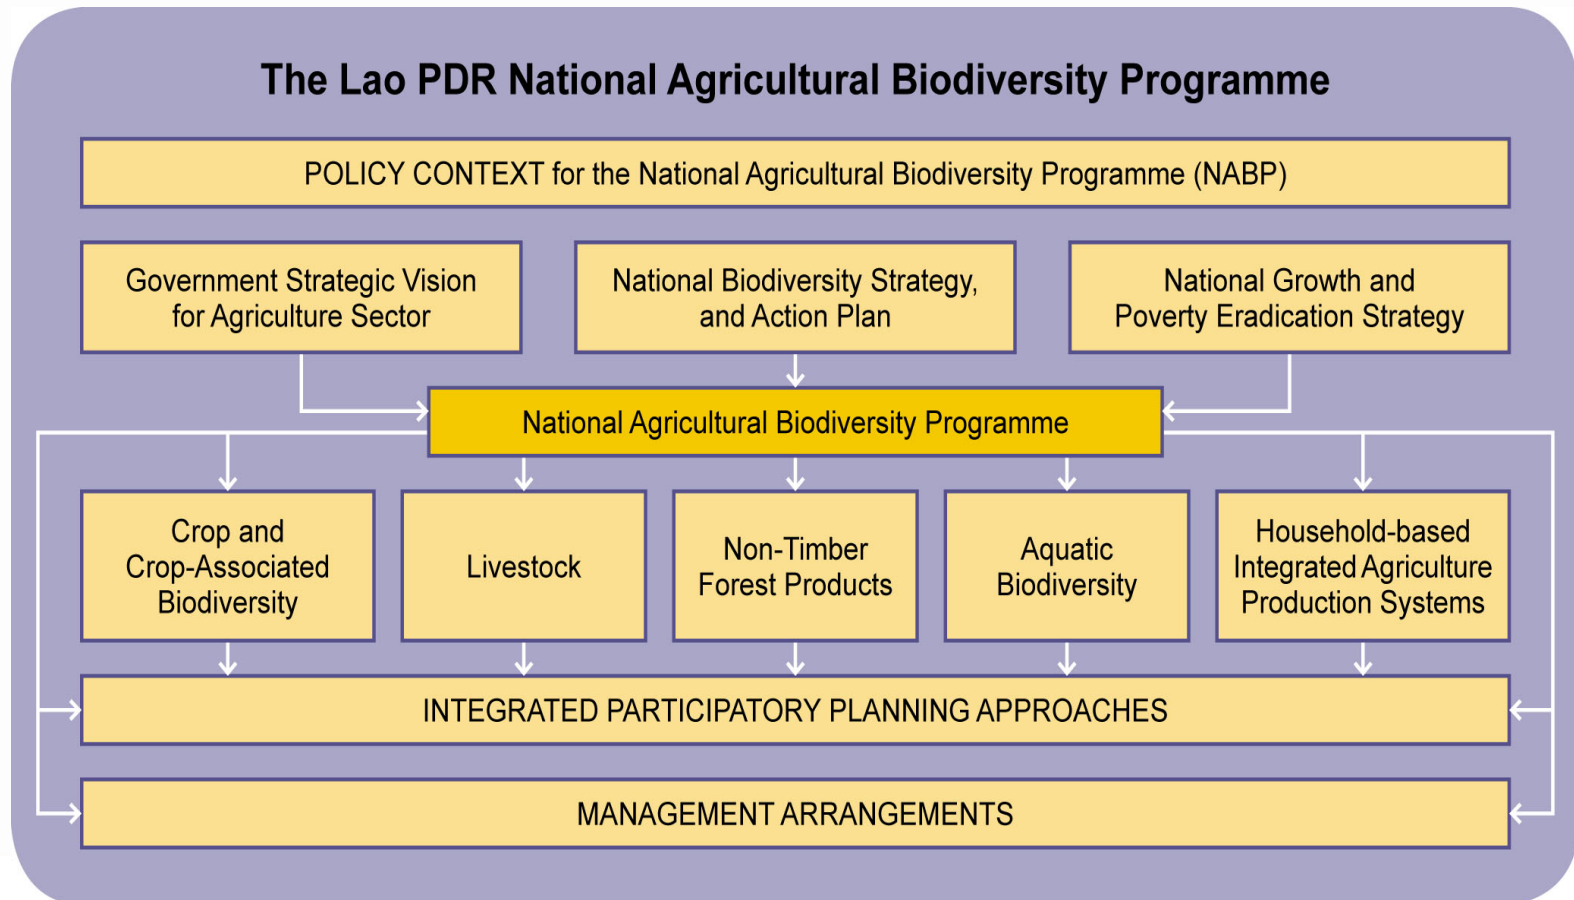 The Lao PDR National Agricultural Biodiversity Programme
POLICY CONTEXT for the National Agricultural Biodiversity Programme (NABP)
Government Strategic Vision
for Agriculture Sector
National Biodiversity Strategy,
and Action Plan
National Growth and
Poverty Eradication Strategy
National Agricultural Biodiversity Programme
Crop and
Crop-Associated
Biodiversity
Livestock
Non-Timber
Forest Products
Aquatic
Biodiversity
Household-based
Integrated Agriculture
Production Systems
INTEGRATED PARTICIPATORY PLANNING APPROACHES
MANAGEMENT ARRANGEMENTS